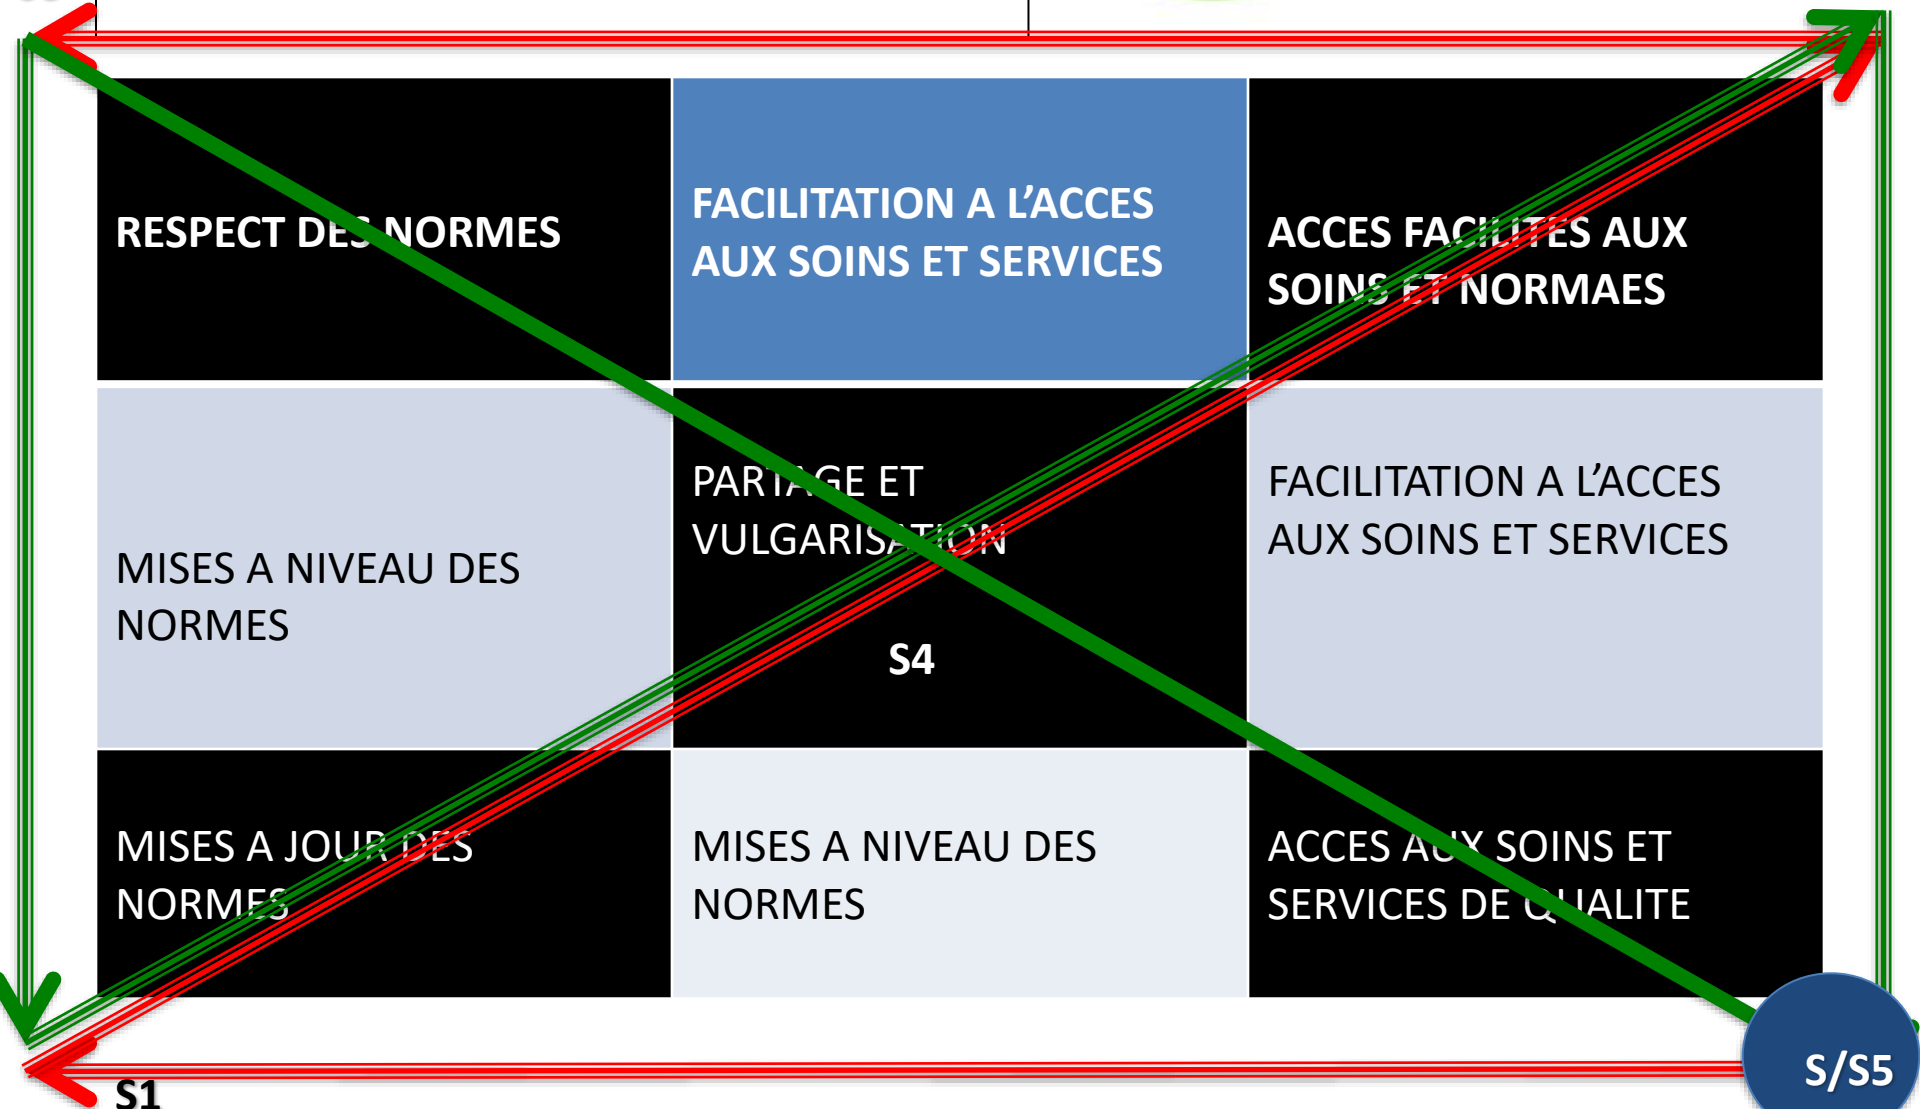 RESPECT DES NORMES
FACILITATION A L’ACCES
AUX SOINS ET SERVICES
ACCES FACILITES AUX
SOINS ET NORMAES
MISES A NIVEAU DES
NORMES
PARTAGE ET
VULGARISATION
S4
FACILITATION A L’ACCES
AUX SOINS ET SERVICES
MISES A JOUR DES
NORMES
MISES A NIVEAU DES
NORMES
ACCES AUX SOINS ET
SERVICES DE QUALITE
S/S5
S1